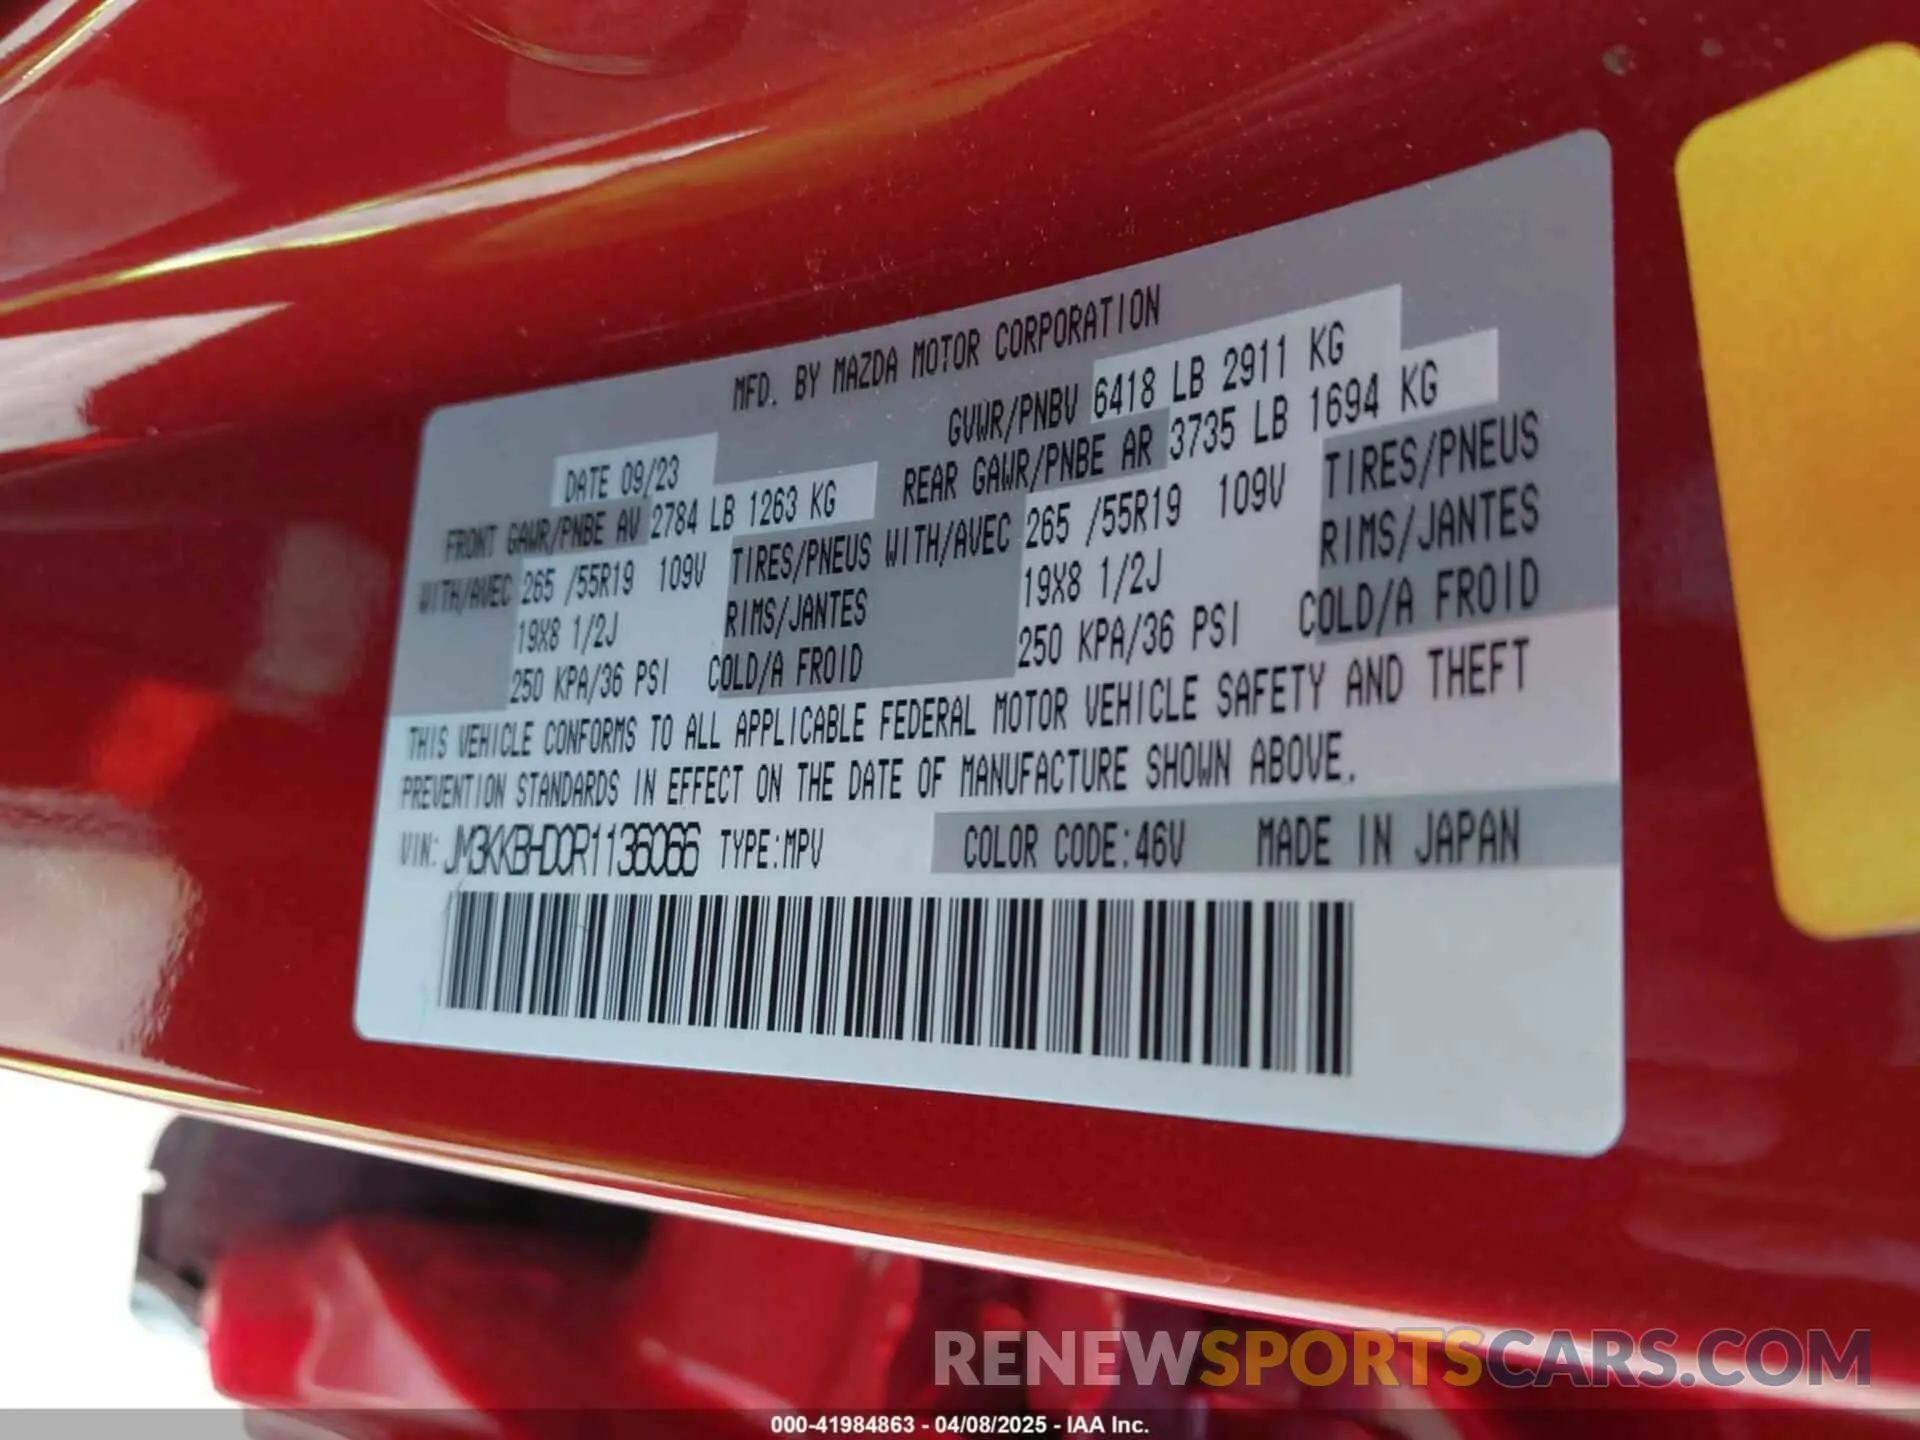 MFD. BY MAZDA MOTOR CORPORATION
DATE 09/23
GVWR/PNBV 6418 LB 2911 KG
FRONT GAWR/PNBE AV 2784 LB 1263 KG
REAR GAWR/PNBE AR 3735 LB 1694 KG
WITH/AVEC 265 /55R19 109V TIRES/PNEUS
WITH/AVEC 265 /55R19 109V TIRES/PNEUS
19X8 1/2J RIMS/JANTES
19X8 1/2J RIMS/JANTES
250 KPA/36 PSI COLD/A FROID
250 KPA/36 PSI COLD/A FROID
THIS VEHICLE CONFORMS TO ALL APPLICABLE FEDERAL MOTOR VEHICLE SAFETY AND THEFT
PREVENTION STANDARDS IN EFFECT ON THE DATE OF MANUFACTURE SHOWN ABOVE.
VIN: JM3KKBHD0R1136066 TYPE:MPV COLOR CODE:46V MADE IN JAPAN
RENEWSPORTSCARS.COM
000-41984863 - 04/08/2025 - IAA Inc.